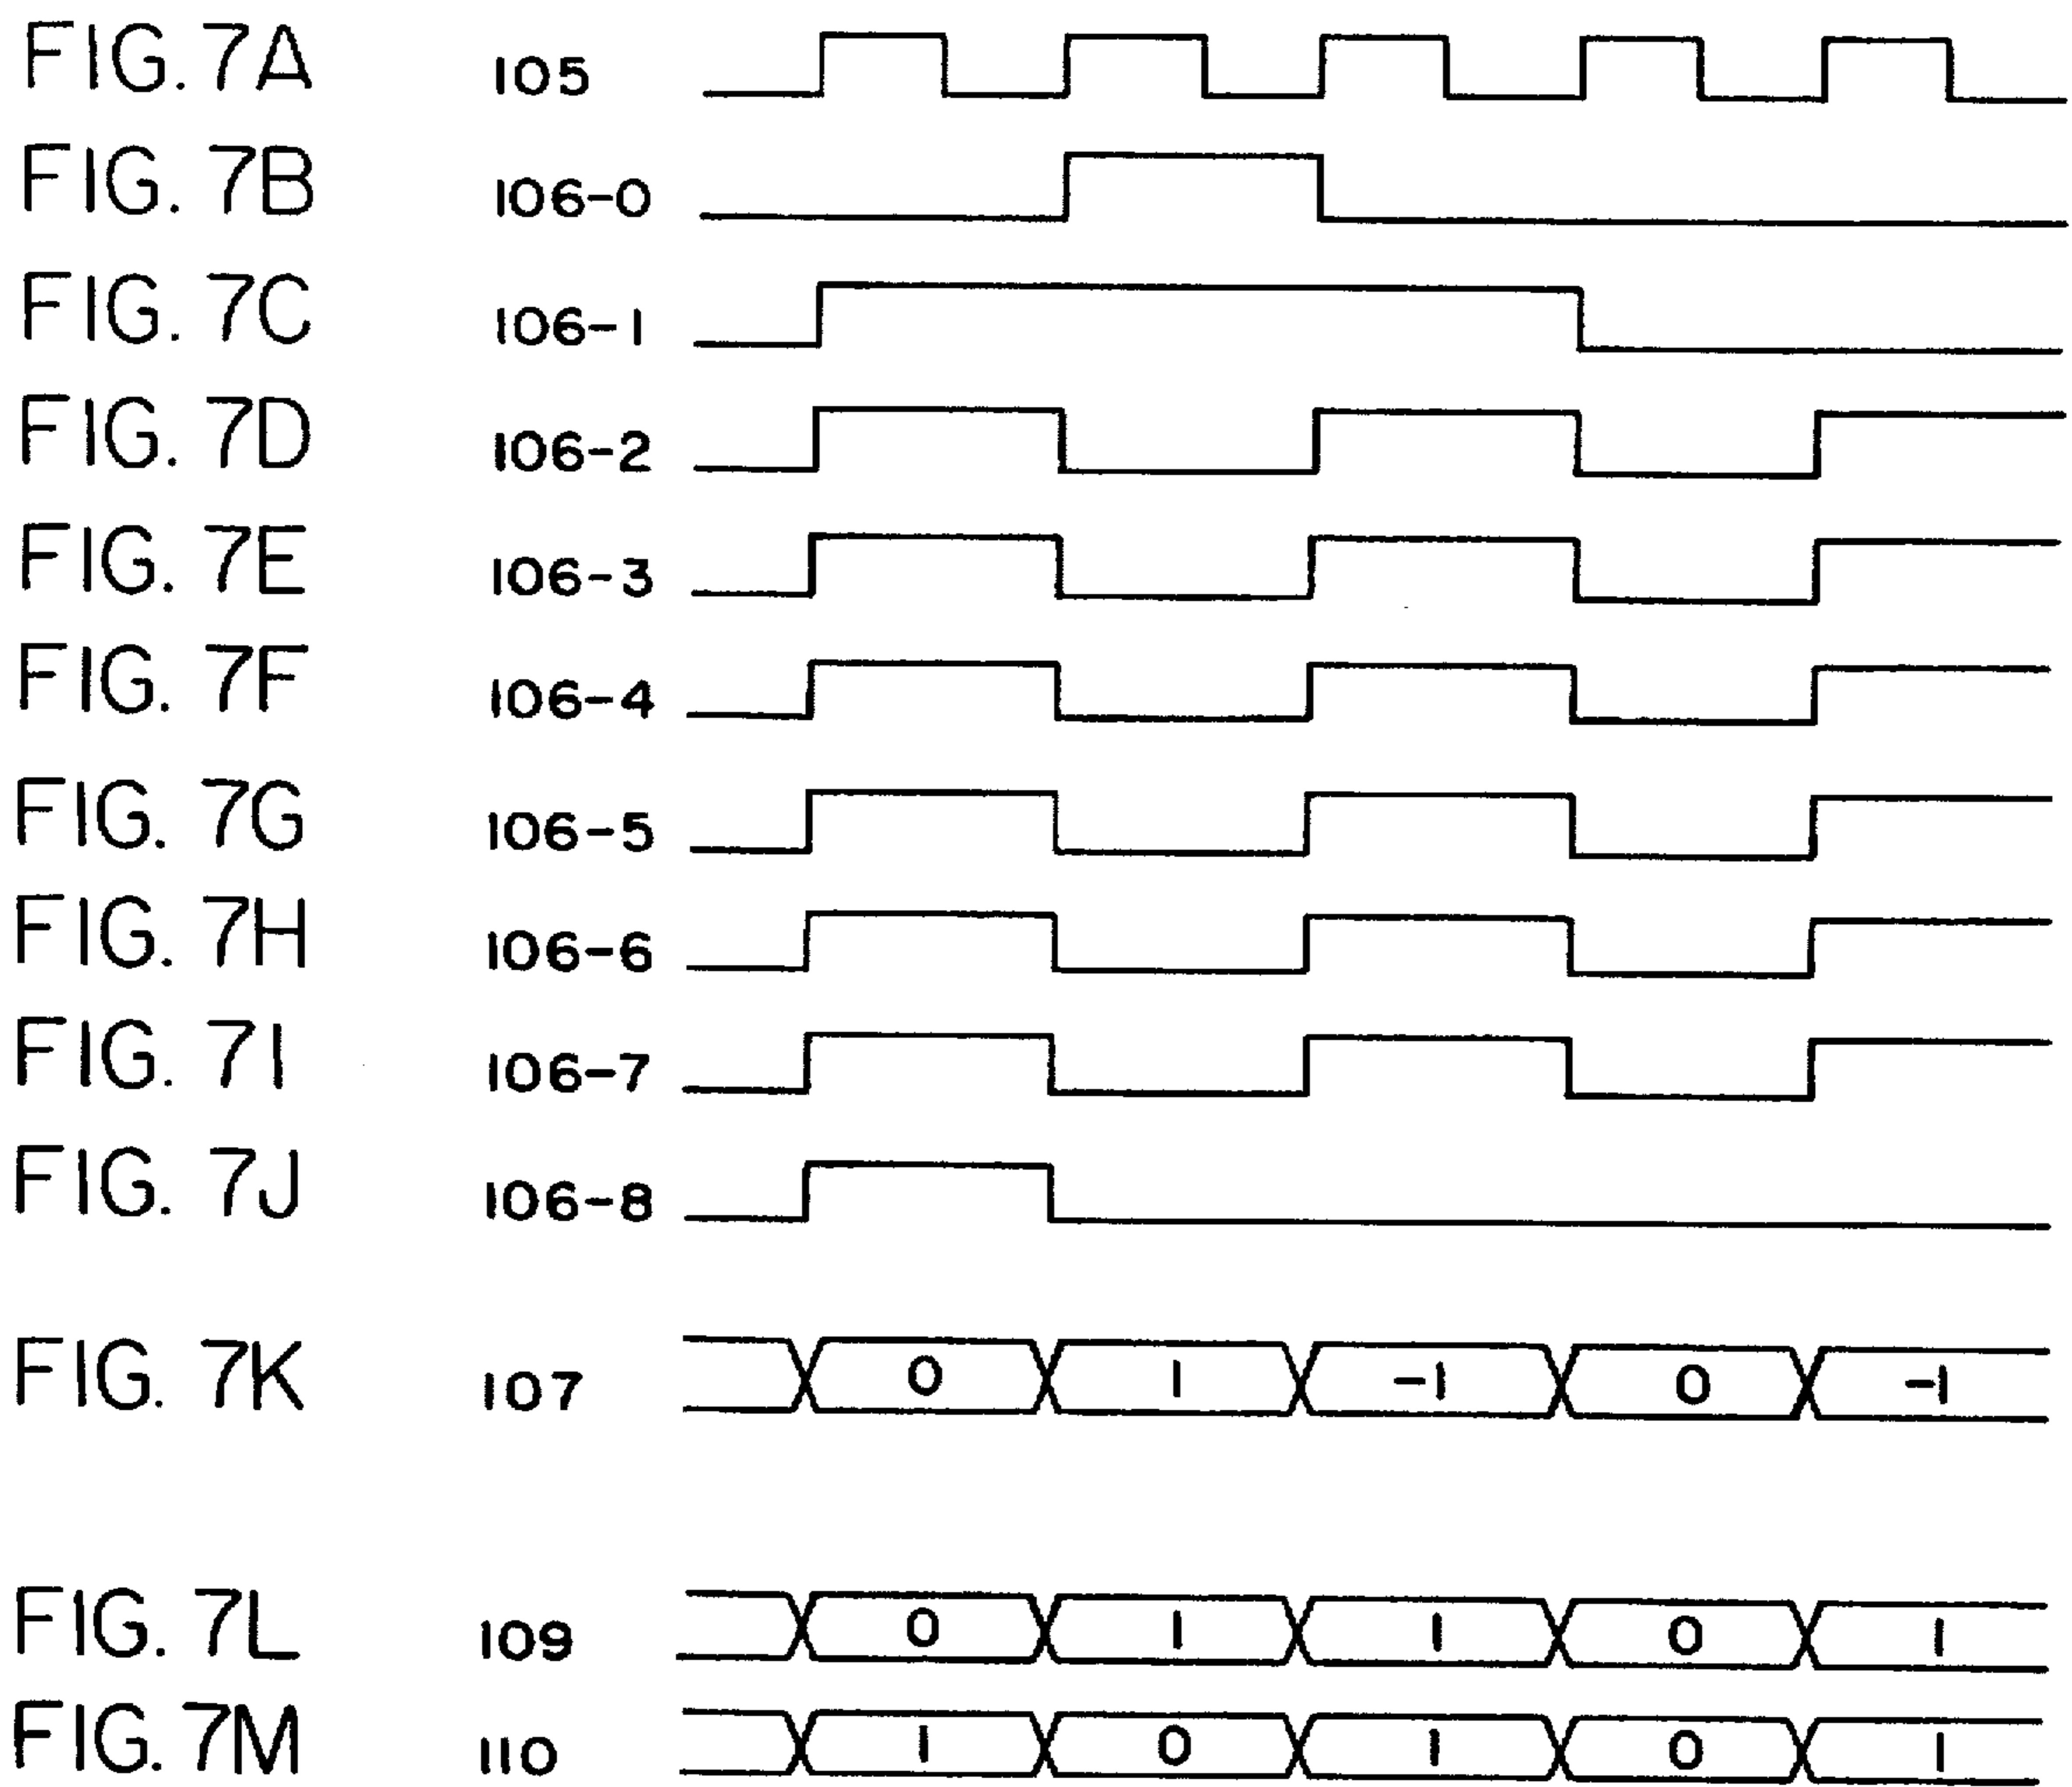 FIG. 7A 105
FIG. 7B 106-0
FIG. 7C 106-1
FIG. 7D 106-2
FIG. 7E 106-3
FIG. 7F 106-4
FIG. 7G 106-5
FIG. 7H 106-6
FIG. 7I 106-7
FIG. 7J 106-8
FIG. 7K 107 0 1 -1 0 -1
FIG. 7L 109 0 1 1 0 1
FIG. 7M 110 1 0 1 0 1